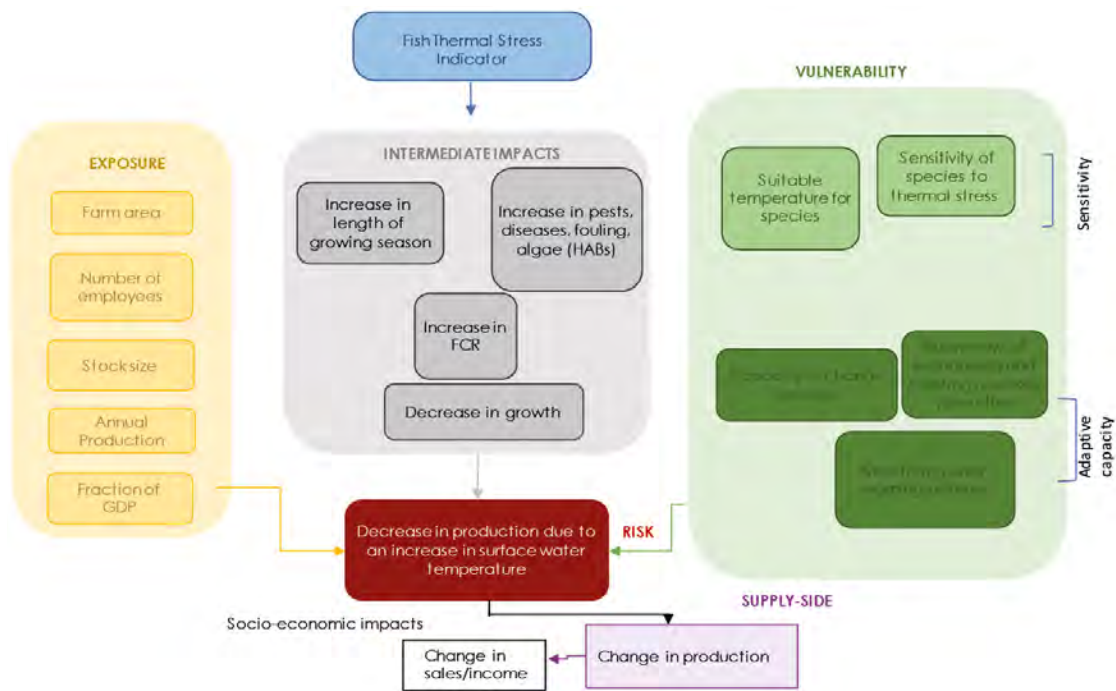 Fish Thermal Stress
Indicator
VULNERABILITY
EXPOSURE
Farm area
Number of
employees
Stock size
Annual
Production
Fraction of
GDP
INTERMEDIATE IMPACTS
Increase in
length of
growing season
Increase in pests,
diseases, fouling,
algae (HABs)
Increase in
FCR
Decrease in growth
Suitable
temperature for
species
Sensitivity of
species to
thermal stress
Sensitivity
Adaptive
capacity
Decrease in production due to
an increase in surface water
temperature
RISK
SUPPLY-SIDE
Socio-economic impacts
Change in
sales/income
Change in production